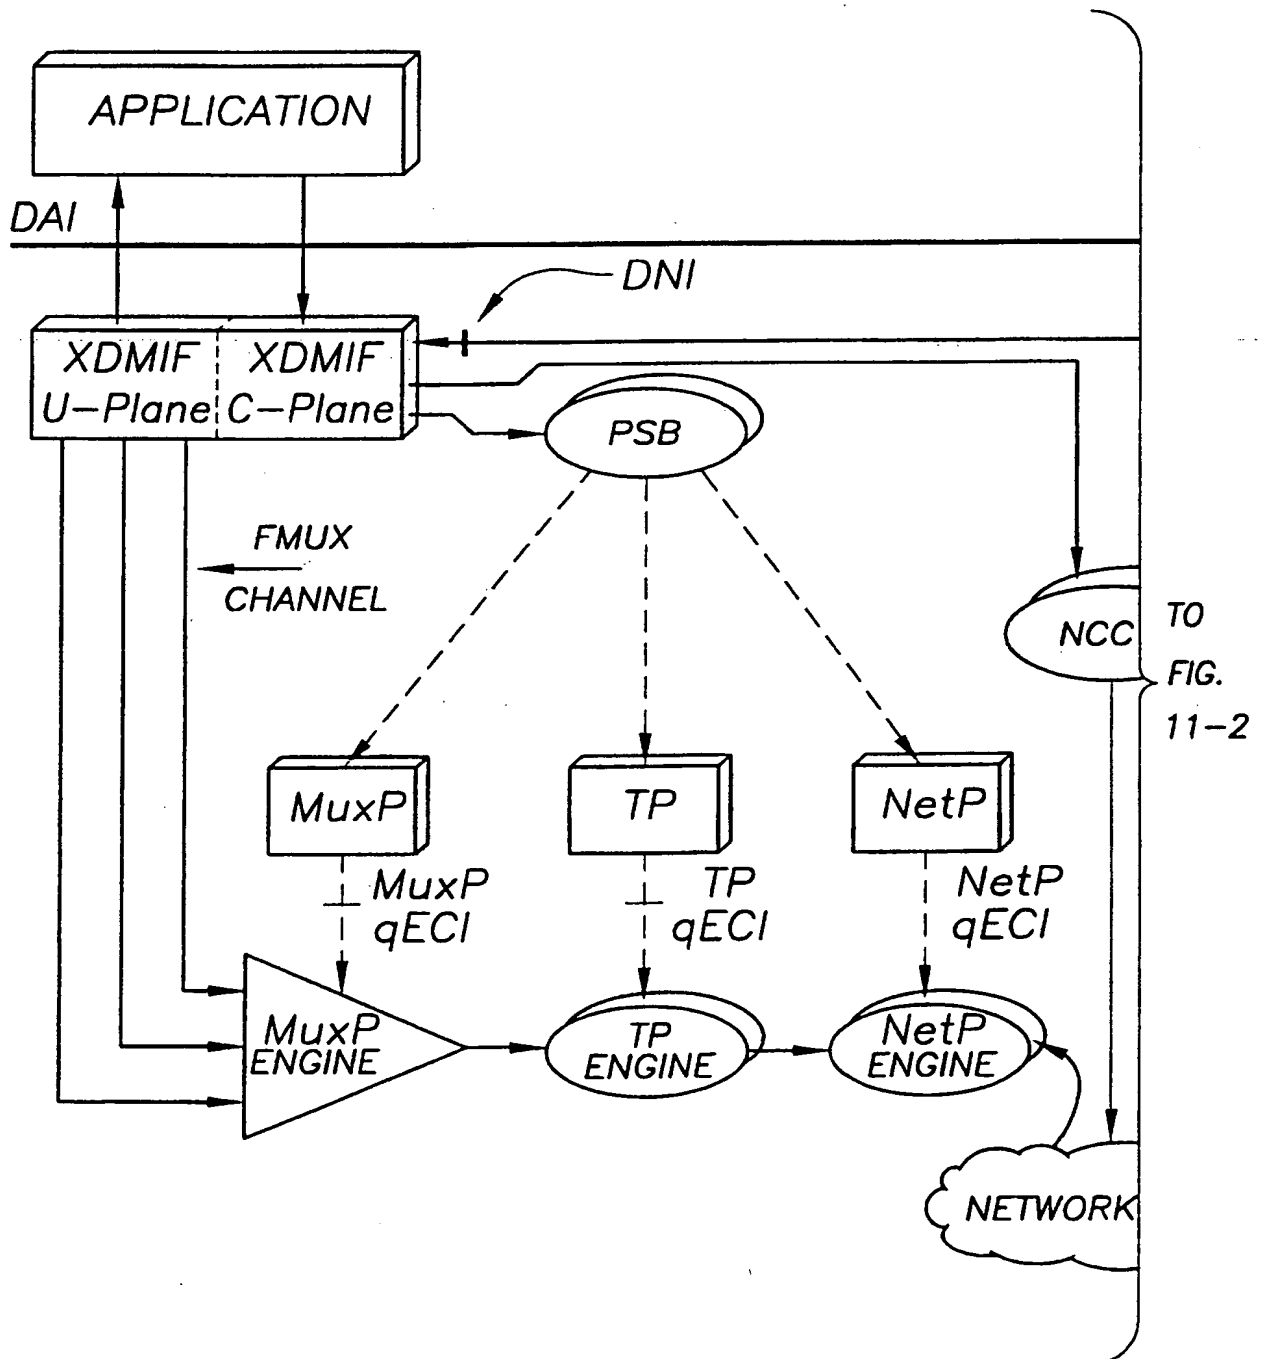 APPLICATION
DAI
DNI
XDMIF
U-Plane
XDMIF
C-Plane
PSB
FMUX
CHANNEL
NCC
TO
FIG.
11-2
MuxP
TP
NetP
MuxP
qECI
TP
qECI
NetP
qECI
MuxP
ENGINE
TP
ENGINE
NetP
ENGINE
NETWORK